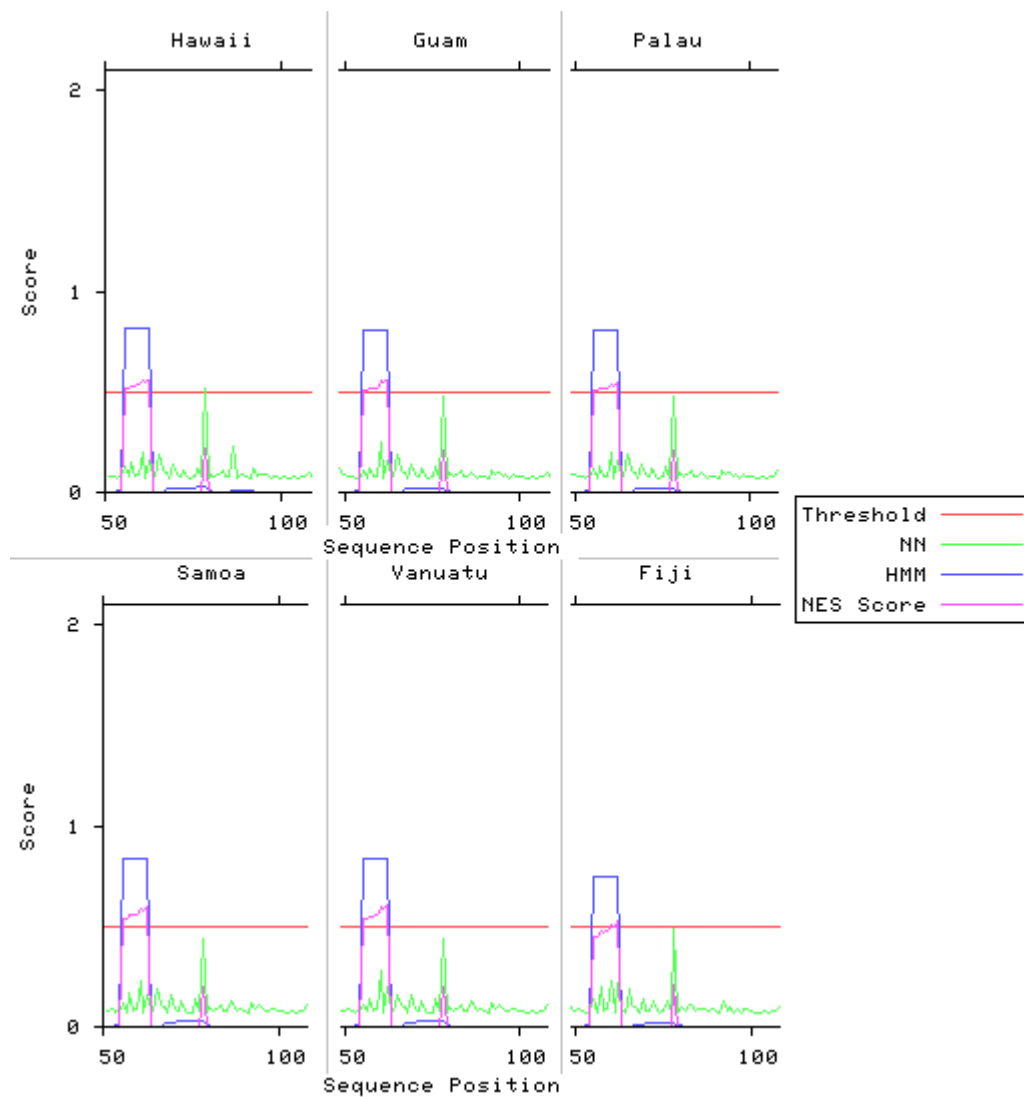 Hawaii Guam Palau
2
1
0
Score
50 100 50 100 50 100
Sequence Position
Threshold
NN
HMM
NES Score
Samoa Vanuatu Fiji
2
1
0
Score
50 100 50 100 50 100
Sequence Position